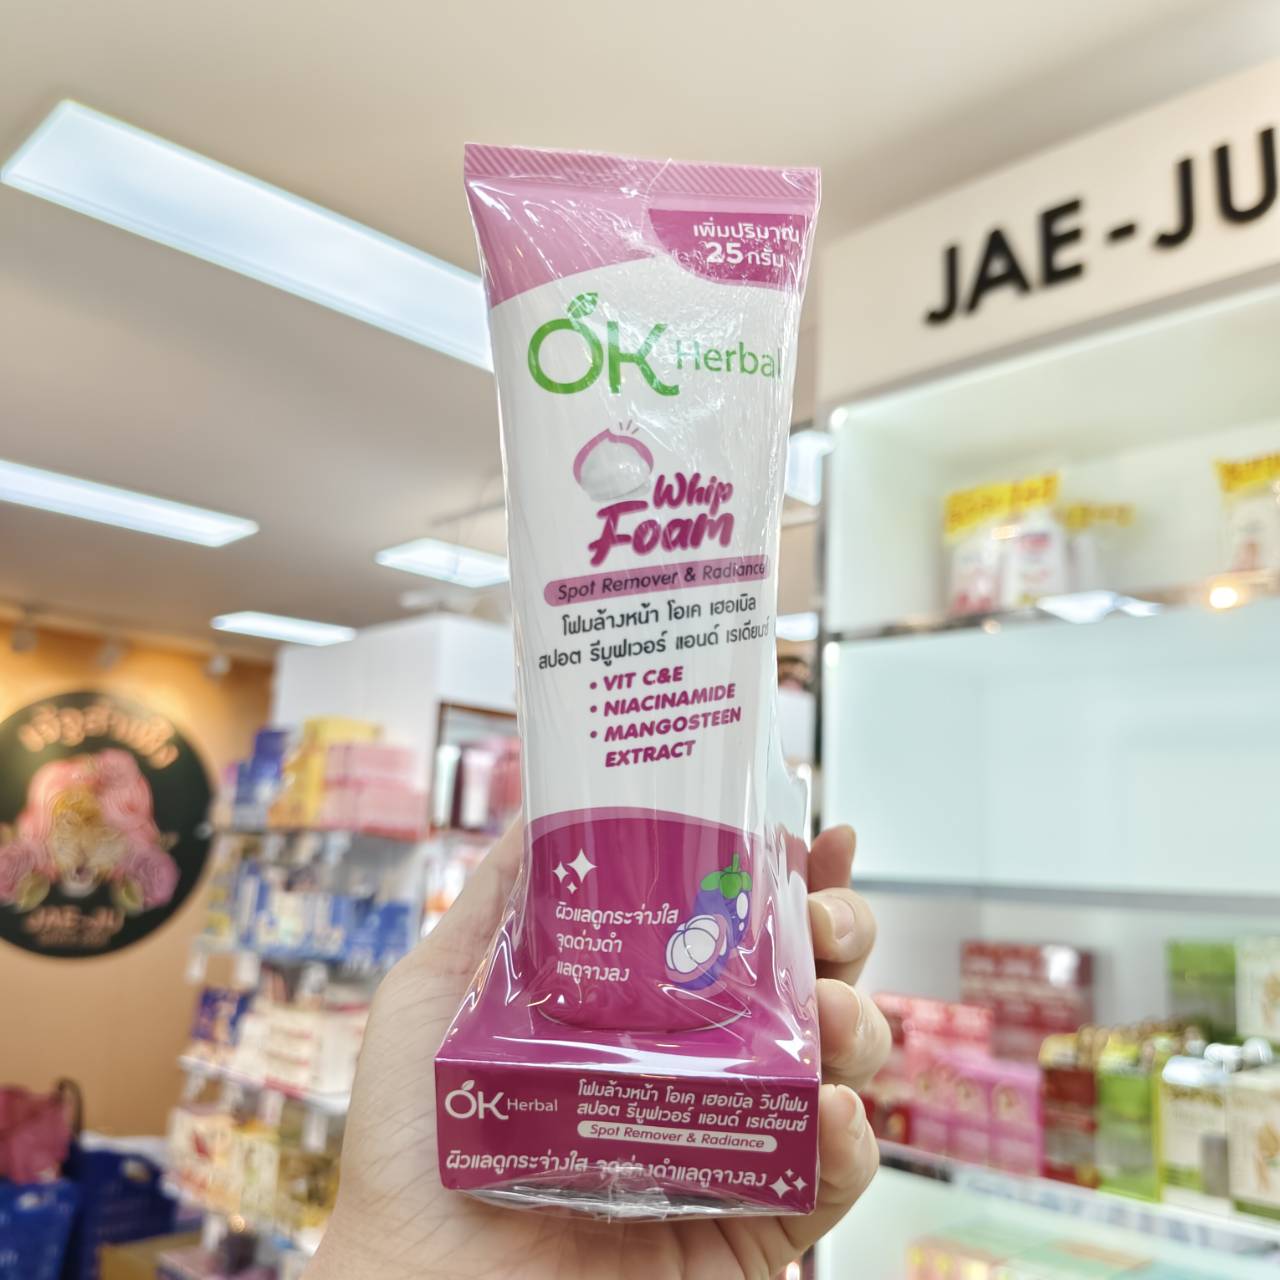 เพิ่มปริมาณ
25 กรัม
OK Herbal
Whip
Foam
Spot Remover & Radiance
โฟมล้างหน้า โอเค เฮอเบิล
สปอต รีมูฟเวอร์ แอนด์ เรเดียนซ์
• VIT C&E
• NIACINAMIDE
• MANGOSTEEN
EXTRACT
ผิวแลดูกระจ่างใส
จุดด่างดำ
แลดูจางลง
OK Herbal
โฟมล้างหน้า โอเค เฮอเบิล วิปโฟม
สปอต รีมูฟเวอร์ แอนด์ เรเดียนซ์
Spot Remover & Radiance
ผิวแลดูกระจ่างใส จุดด่างดำแลดูจางลง
JAE-JU
JAE-JU